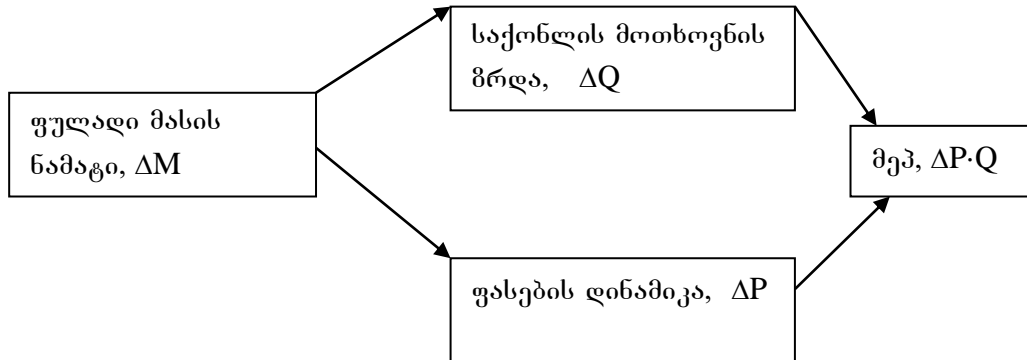 ფულადი მასის
ნამატი, ΔM
საქონლის მოთხოვნის
ზრდა, ΔQ
ფასების დინამიკა, ΔP
მეპ, ΔP·Q